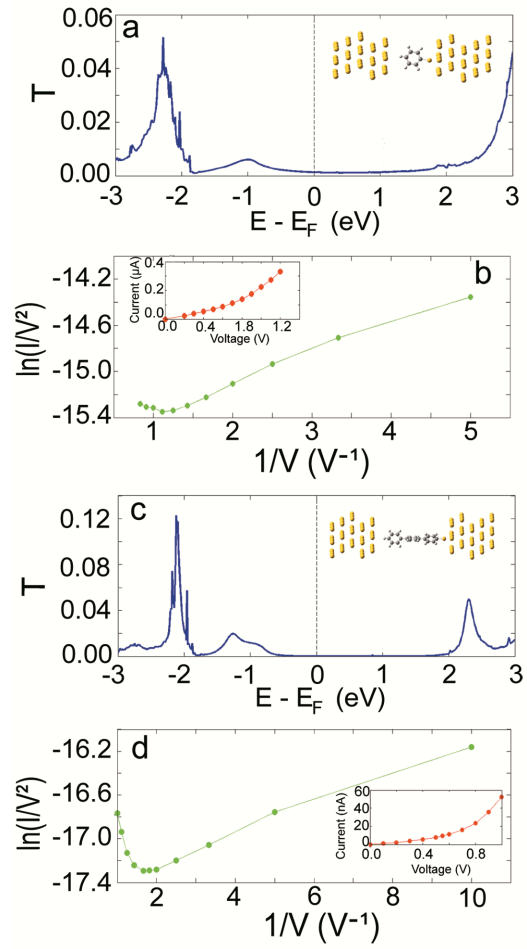 a
T
0.06
0.04
0.02
0.00
-3 -2 -1 0 1 2 3
E - E_F (eV)
b
ln(I/V²)
-14.2
-14.6
-15.0
-15.4
Current (μA)
0.4
0.2
0.0
0.0 0.4 0.6 1.8 1.2
Voltage (V)
1 2 3 4 5
1/V (V⁻¹)
c
T
0.12
0.08
0.04
0.00
-3 -2 -1 0 1 2 3
E - E_F (eV)
d
ln(I/V²)
-16.2
-16.6
-17.0
-17.4
Current (nA)
60
40
20
0
0.0 0.4 0.8
Voltage (V)
2 4 6 8 10
1/V (V⁻¹)